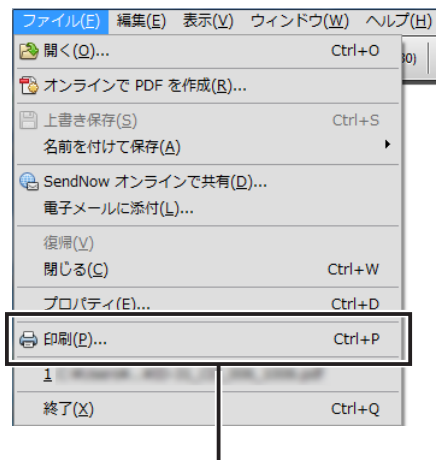 ファイル(F) 編集(E) 表示(V) ウィンドウ(W) ヘルプ(H)
開く(O)... Ctrl+O
オンラインで PDF を作成(R)...
上書き保存(S) Ctrl+S
名前を付けて保存(A)
SendNow オンラインで共有(D)...
電子メールに添付(L)...
復帰(V)
閉じる(C) Ctrl+W
プロパティ(E)... Ctrl+D
印刷(P)... Ctrl+P
1
終了(X) Ctrl+Q